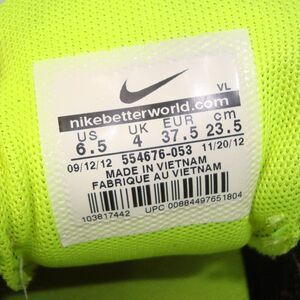 VL
nikebetterworld.com
US UK EUR cm
6.5 4 37.5 23.5
09/12/12 554676-053 11/20/12
MADE IN VIETNAM
FABRIQUE AU VIETNAM
103817442 UPC 00884497651804